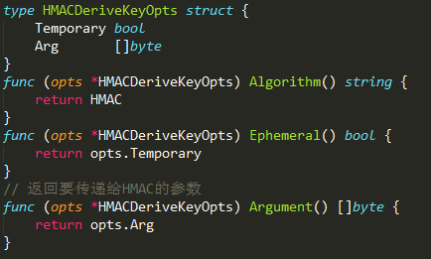 type HMACDeriveKeyOpts struct {
    Temporary bool
    Arg       []byte
}
func (opts *HMACDeriveKeyOpts) Algorithm() string {
    return HMAC
}
func (opts *HMACDeriveKeyOpts) Ephemeral() bool {
    return opts.Temporary
}
// 返回要传递给HMAC的参数
func (opts *HMACDeriveKeyOpts) Argument() []byte {
    return opts.Arg
}